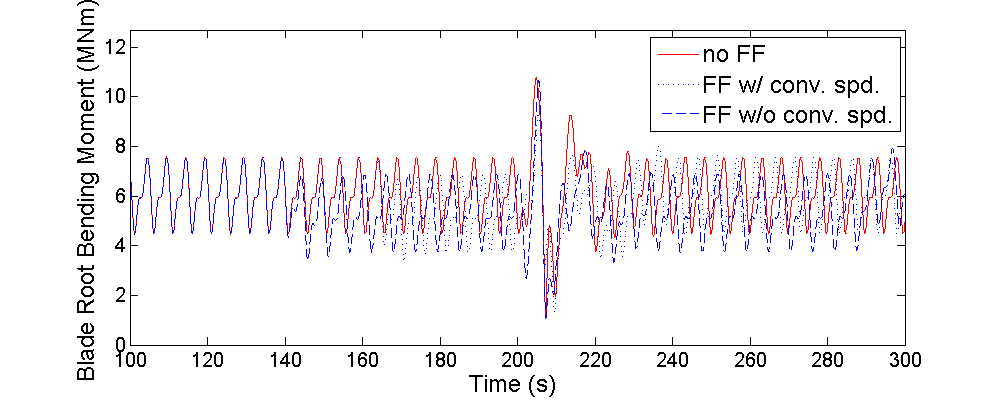 Blade Root Bending Moment (MNm)
12
10
8
6
4
2
0
no FF
FF w/ conv. spd.
FF w/o conv. spd.
100 120 140 160 180 200 220 240 260 280 300
Time (s)